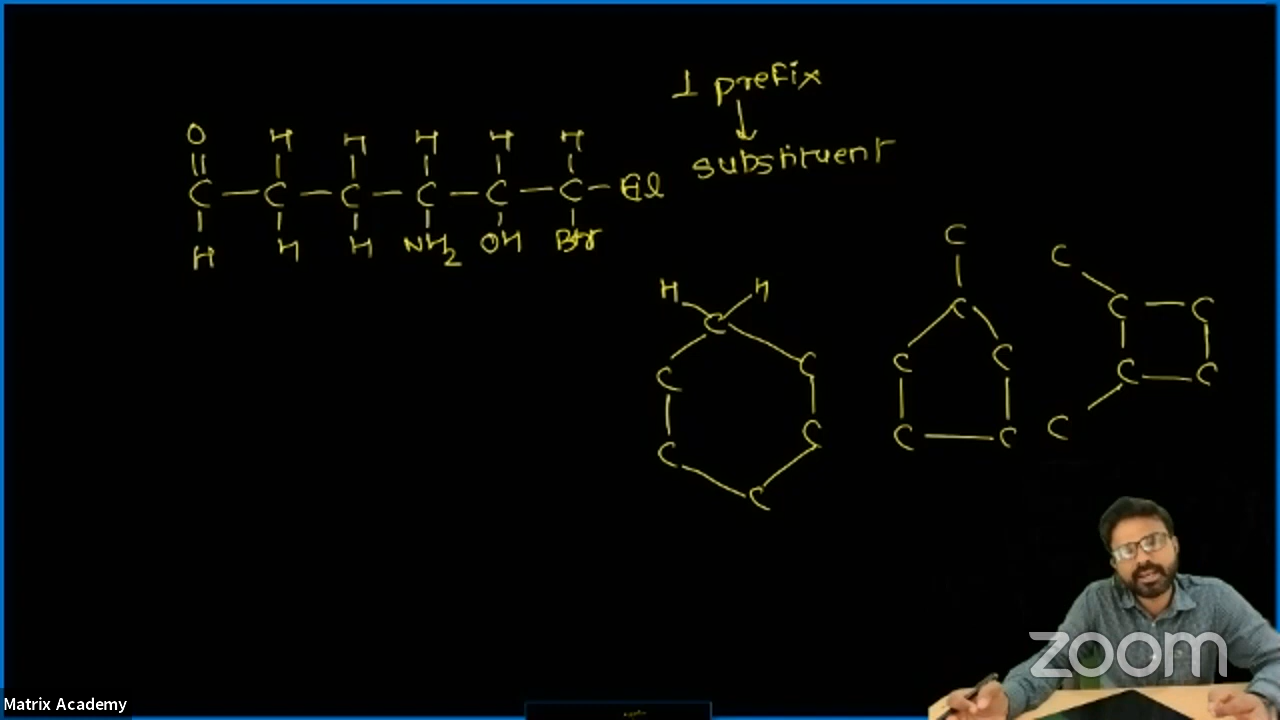 1 prefix
substituent
O H H H H H
C — C — C — C — C — C — Cl
H H H NH2 OH Br
H H
C
C C
C C
C
C
C
C C
C C
C
C C
C C
C
zoom
Matrix Academy